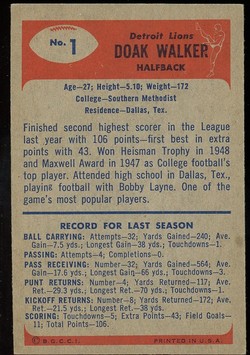 No. 1
Detroit Lions
DOAK WALKER
HALFBACK
Age—27; Height—5.10; Weight—172
College—Southern Methodist
Residence—Dallas, Tex.
Finished second highest scorer in the League
last year with 106 points—first best in extra
points with 43. Won Heisman Trophy in 1948
and Maxwell Award in 1947 as College football's
top player. Attended high school in Dallas, Tex.,
playing football with Bobby Layne. One of the
game's most popular players.
RECORD FOR LAST SEASON
BALL CARRYING: Attempts—32; Yards Gained—240; Ave.
Gain—7.5 yds.; Longest Gain—38 yds.; Touchdowns—1.
PASSING: Attempts—4; Completions—0.
PASS RECEIVING: Number—32; Yards Gained—564; Ave.
Gain—17.6 yds.; Longest Gain—66 yds.; Touchdowns—3.
PUNT RETURNS: Number—4; Yards Returned—117; Ave.
Ret.—29.3 yds.; Longest Ret.—70 yds.; Touchdowns—1.
KICKOFF RETURNS: Number—8; Yards Returned—172; Ave.
Ret.—21.5 yds.; Longest Ret.—38 yds.; Touchdowns—0.
SCORING: Touchdowns—5; Extra Points—43; Field Goals—
11; Total Points—106.
© B.G.C.C.I.
PRINTED IN U.S.A.